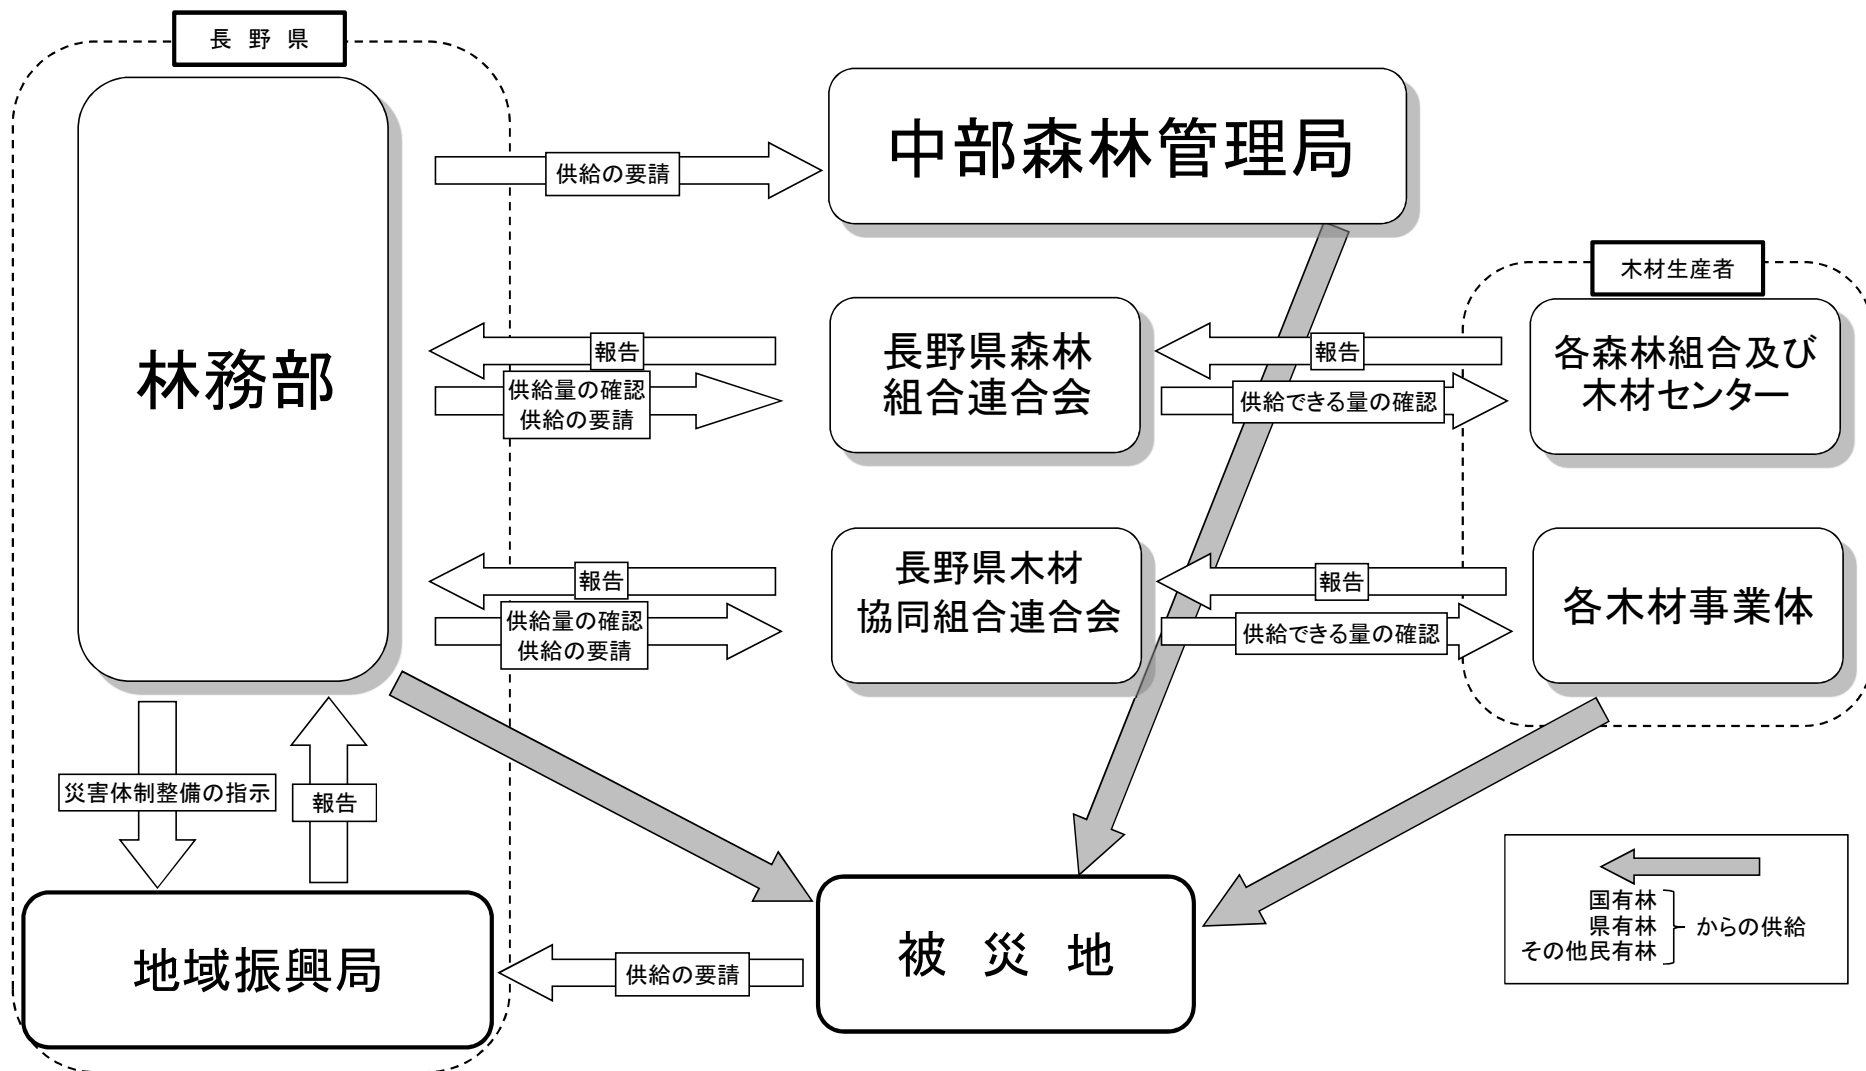 長 野 県
林務部
供給の要請
中部森林管理局
報告
供給量の確認
供給の要請
長野県森林
組合連合会
報告
供給できる量の確認
木材生産者
各森林組合及び
木材センター
報告
供給量の確認
供給の要請
長野県木材
協同組合連合会
報告
供給できる量の確認
各木材事業体
災害体制整備の指示
報告
地域振興局
供給の要請
被 災 地
国有林
県有林
その他民有林
からの供給